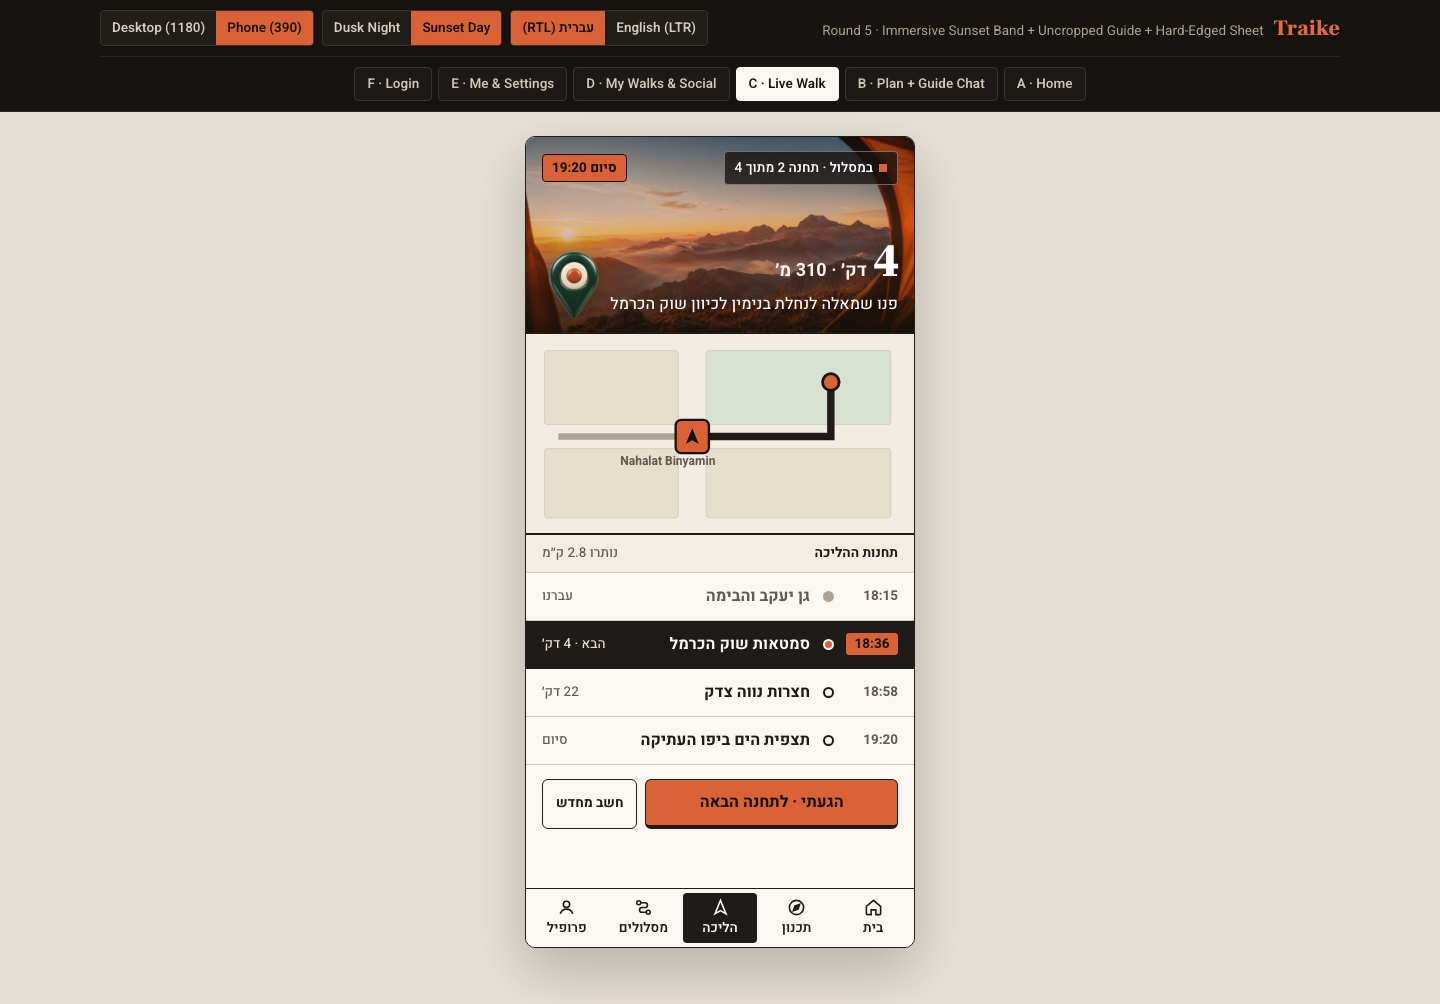 Traike Round 5 · Immersive Sunset Band + Uncropped Guide + Hard-Edged Sheet
English (LTR) עברית (RTL)
Sunset Day Dusk Night
Phone (390) Desktop (1180)
A · Home
B · Plan + Guide Chat
C · Live Walk
D · My Walks & Social
E · Me & Settings
F · Login
במסלול · תחנה 2 מתוך 4
סיום 19:20
4 דק׳ · 310 מ׳
פנו שמאלה לנחלת בנימין לכיוון שוק הכרמל
Nahalat Binyamin
תחנות ההליכה נותרו 2.8 ק״מ
18:15 גן יעקב והבימה עברנו
18:36 סמטאות שוק הכרמל הבא · 4 דק׳
18:58 חצרות נווה צדק 22 דק׳
19:20 תצפית הים ביפו העתיקה סיום
הגעתי · לתחנה הבאה
חשב מחדש
בית
תכנון
הליכה
מסלולים
פרופיל